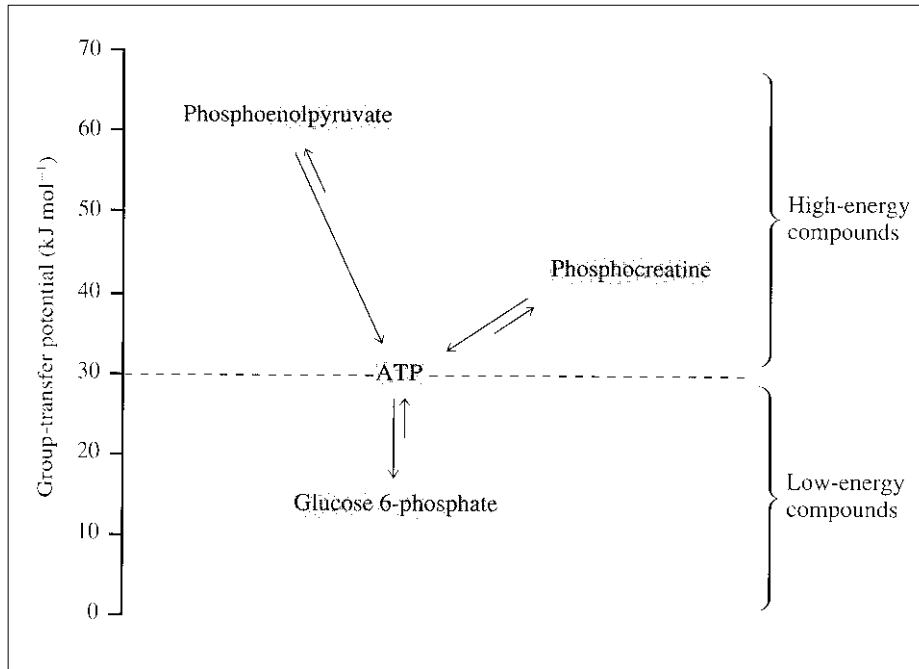 Group-transfer potential (kJ mol⁻¹)
70
60
50
40
30
20
10
0
Phosphoenolpyruvate
Phosphocreatine
ATP
Glucose 6-phosphate
High-energy
compounds
Low-energy
compounds